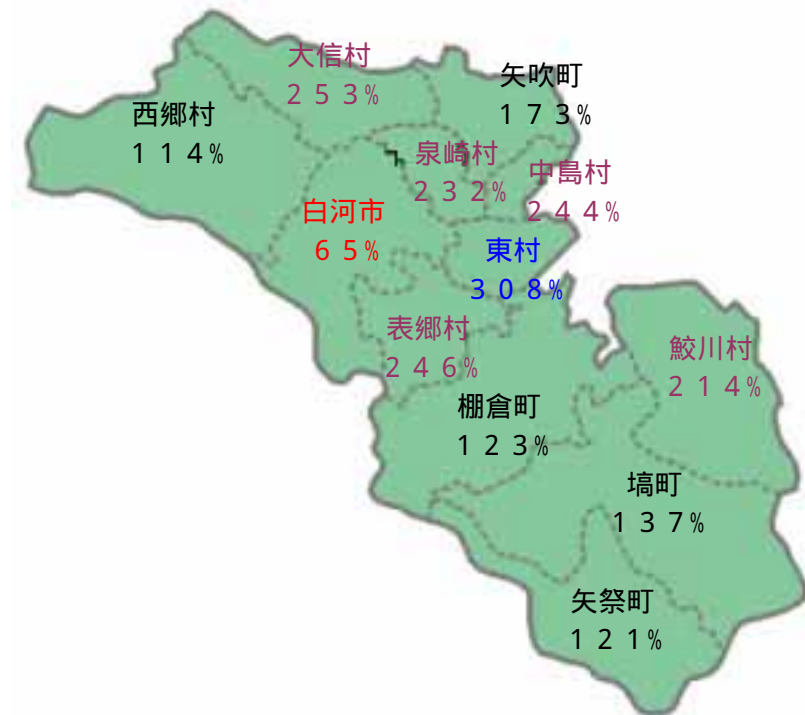 大信村
253%
矢吹町
173%
西郷村
114%
泉崎村
232%
中島村
244%
白河市
65%
東村
308%
表郷村
246%
鮫川村
214%
棚倉町
123%
塙町
137%
矢祭町
121%